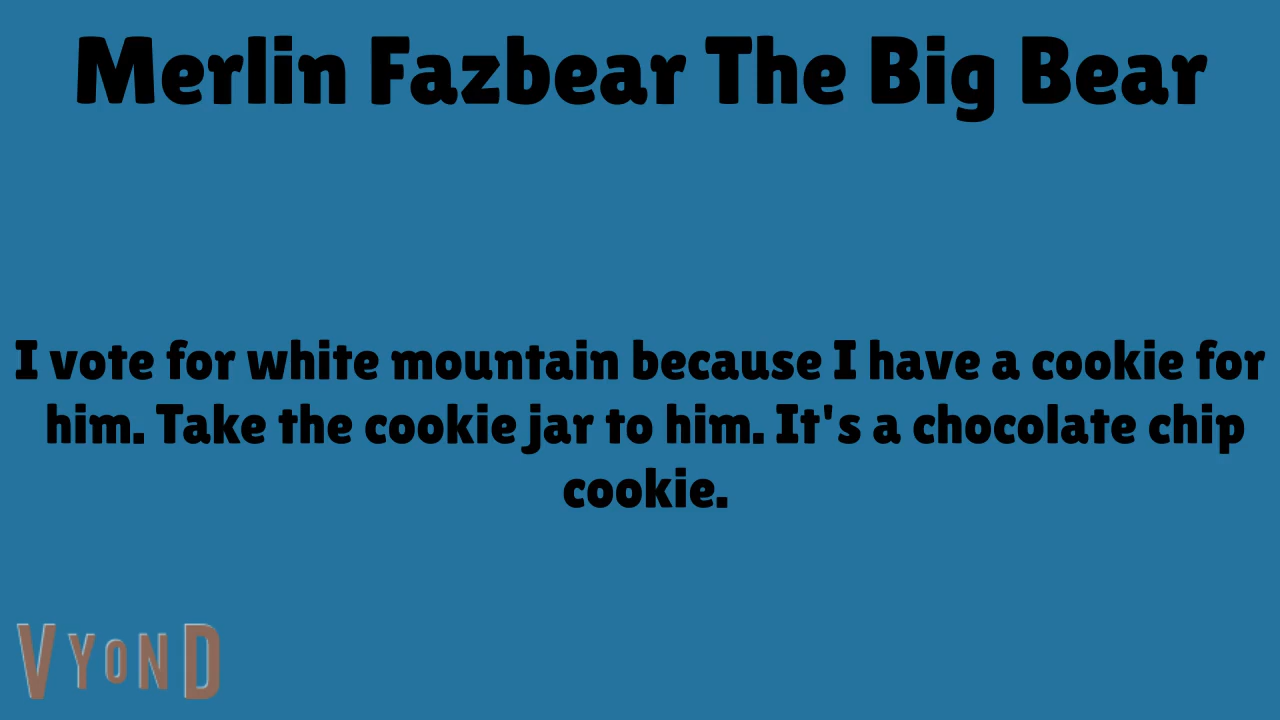 Merlin Fazbear The Big Bear
I vote for white mountain because I have a cookie for
him. Take the cookie jar to him. It's a chocolate chip
cookie.
VYOND